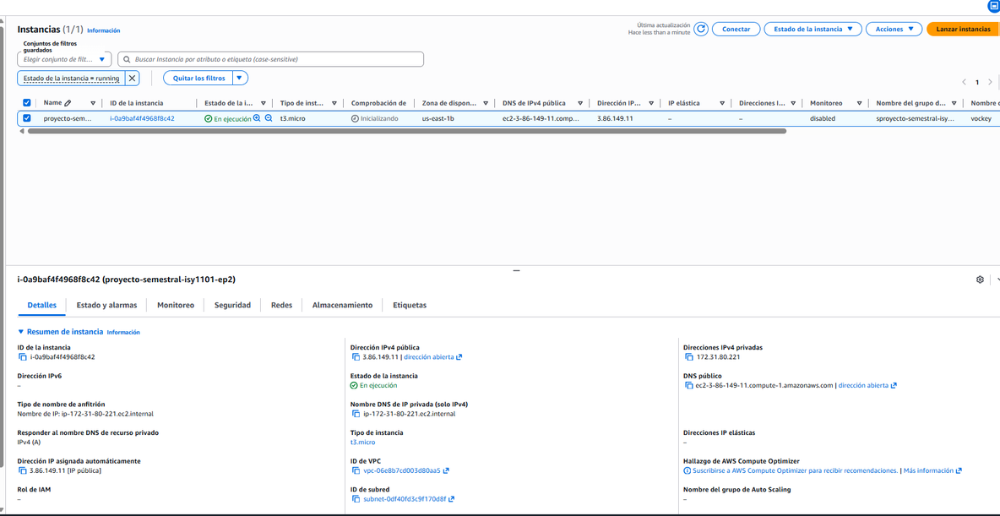 Instancias (1/1) Información
Última actualización
Hace less than a minute
Conectar
Estado de la instancia
Acciones
Lanzar instancias
Conjuntos de filtros
guardados
Elegir conjunto de filt...
Buscar Instancia por atributo o etiqueta (case-sensitive)
Estado de la instancia = running
Quitar los filtros
1
Name ID de la instancia Estado de la i... Tipo de inst... Comprobación de Zona de dispon... DNS de IPv4 pública Dirección IP... IP elástica Direcciones I... Monitoreo Nombre del grupo d... Nombre d
proyecto-sem... i-0a9baf4f4968f8c42 En ejecución t3.micro Inicializando us-east-1b ec2-3-86-149-11.comp... 3.86.149.11 – – disabled sproyecto-semestral-isy... vockey
i-0a9baf4f4968f8c42 (proyecto-semestral-isy1101-ep2)
Detalles Estado y alarmas Monitoreo Seguridad Redes Almacenamiento Etiquetas
Resumen de instancia Información
ID de la instancia
i-0a9baf4f4968f8c42
Dirección IPv4 pública
3.86.149.11 | dirección abierta
Direcciones IPv4 privadas
172.31.80.221
Dirección IPv6
–
Estado de la instancia
En ejecución
DNS público
ec2-3-86-149-11.compute-1.amazonaws.com | dirección abierta
Tipo de nombre de anfitrión
Nombre de IP: ip-172-31-80-221.ec2.internal
Nombre DNS de IP privada (solo IPv4)
ip-172-31-80-221.ec2.internal
Responder al nombre DNS de recurso privado
IPv4 (A)
Tipo de instancia
t3.micro
Direcciones IP elásticas
–
Dirección IP asignada automáticamente
3.86.149.11 [IP pública]
ID de VPC
vpc-06e8b7cd003d80aa5
Hallazgo de AWS Compute Optimizer
Suscribirse a AWS Compute Optimizer para recibir recomendaciones. | Más información
Rol de IAM
–
ID de subred
subnet-0df40fd3c9f170d8f
Nombre del grupo de Auto Scaling
–